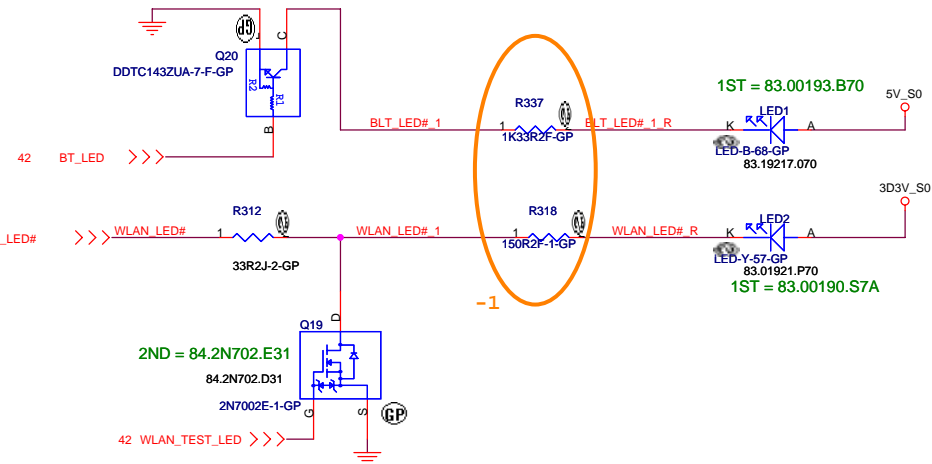 GP
C
Q20
DDTC143ZUA-7-F-GP
R2
R1
B
42 BT_LED
BLT_LED#_1
1
R337
1K33R2F-GP
BLT_LED#_1_R
1ST = 83.00193.B70
5V_S0
LED1
K
A
LED-B-68-GP
83.19217.070
3D3V_S0
_LED#
WLAN_LED#
1
R312
33R2J-2-GP
WLAN_LED#_1
1
R318
150R2F-1-GP
WLAN_LED#_R
LED2
K
A
LED-Y-57-GP
83.01921.P70
1ST = 83.00190.S7A
-1
D
Q19
2ND = 84.2N702.E31
84.2N702.D31
2N7002E-1-GP
G
S
GP
42 WLAN_TEST_LED